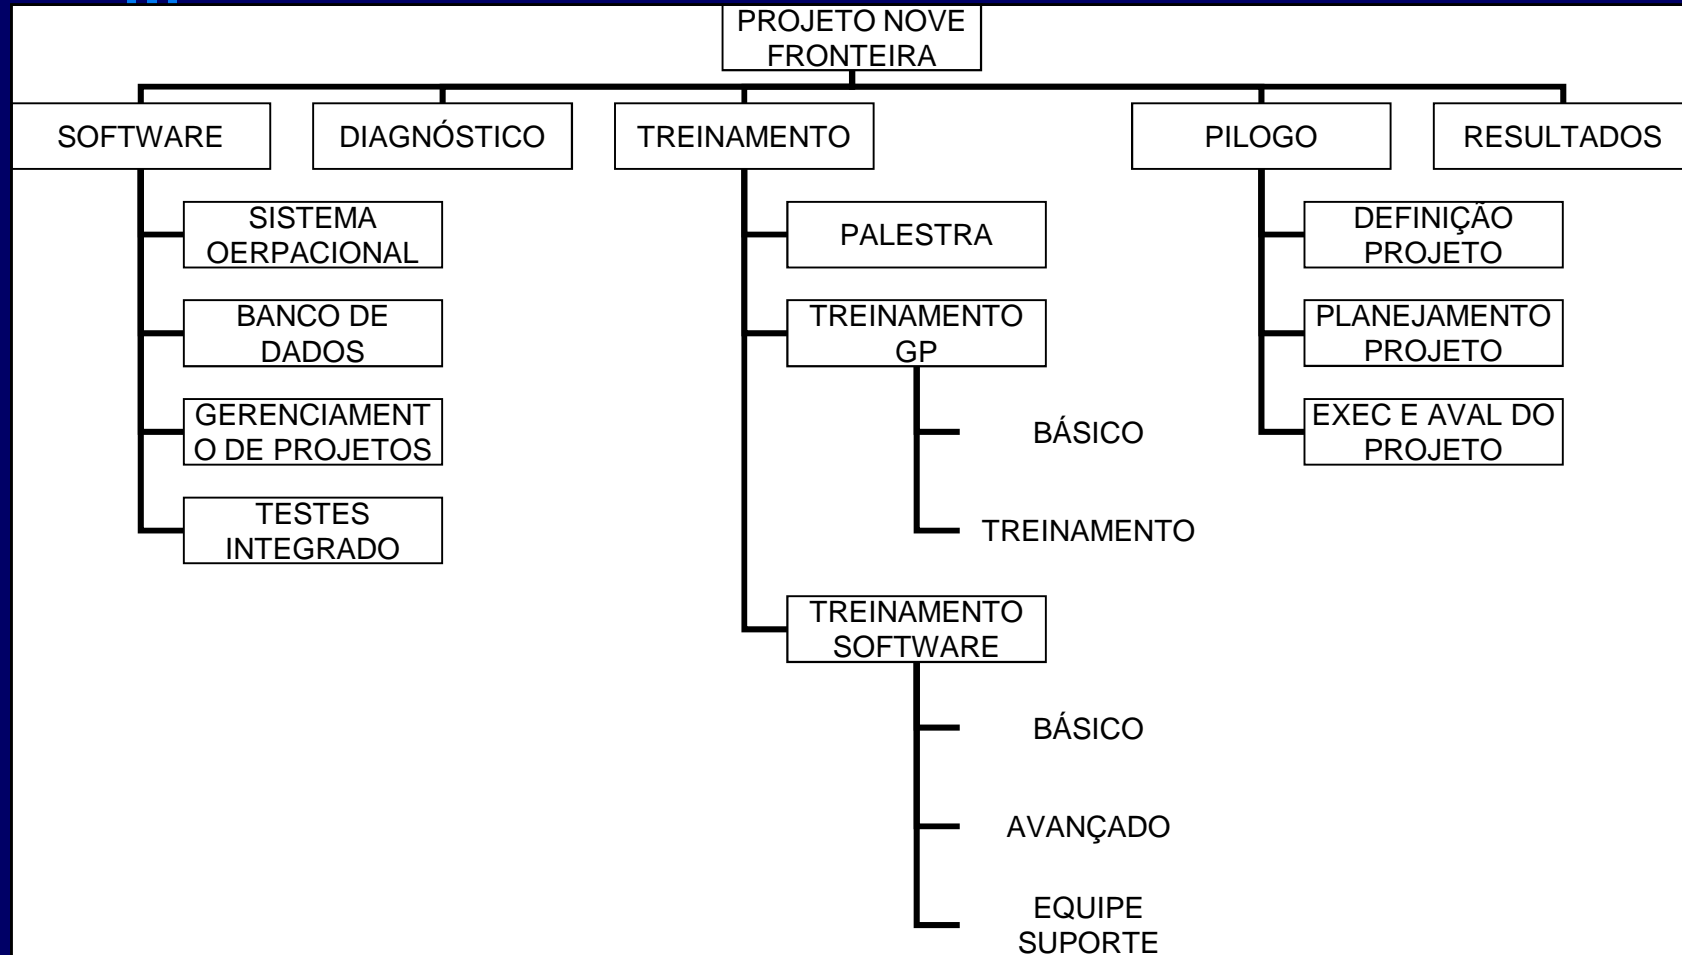 PROJETO NOVE
FRONTEIRA
SOFTWARE
DIAGNÓSTICO
TREINAMENTO
PILOGO
RESULTADOS
SISTEMA
OERPACIONAL
BANCO DE
DADOS
GERENCIAMENT
O DE PROJETOS
TESTES
INTEGRADO
PALESTRA
TREINAMENTO
GP
BÁSICO
TREINAMENTO
TREINAMENTO
SOFTWARE
BÁSICO
AVANÇADO
EQUIPE
SUPORTE
DEFINIÇÃO
PROJETO
PLANEJAMENTO
PROJETO
EXEC E AVAL DO
PROJETO